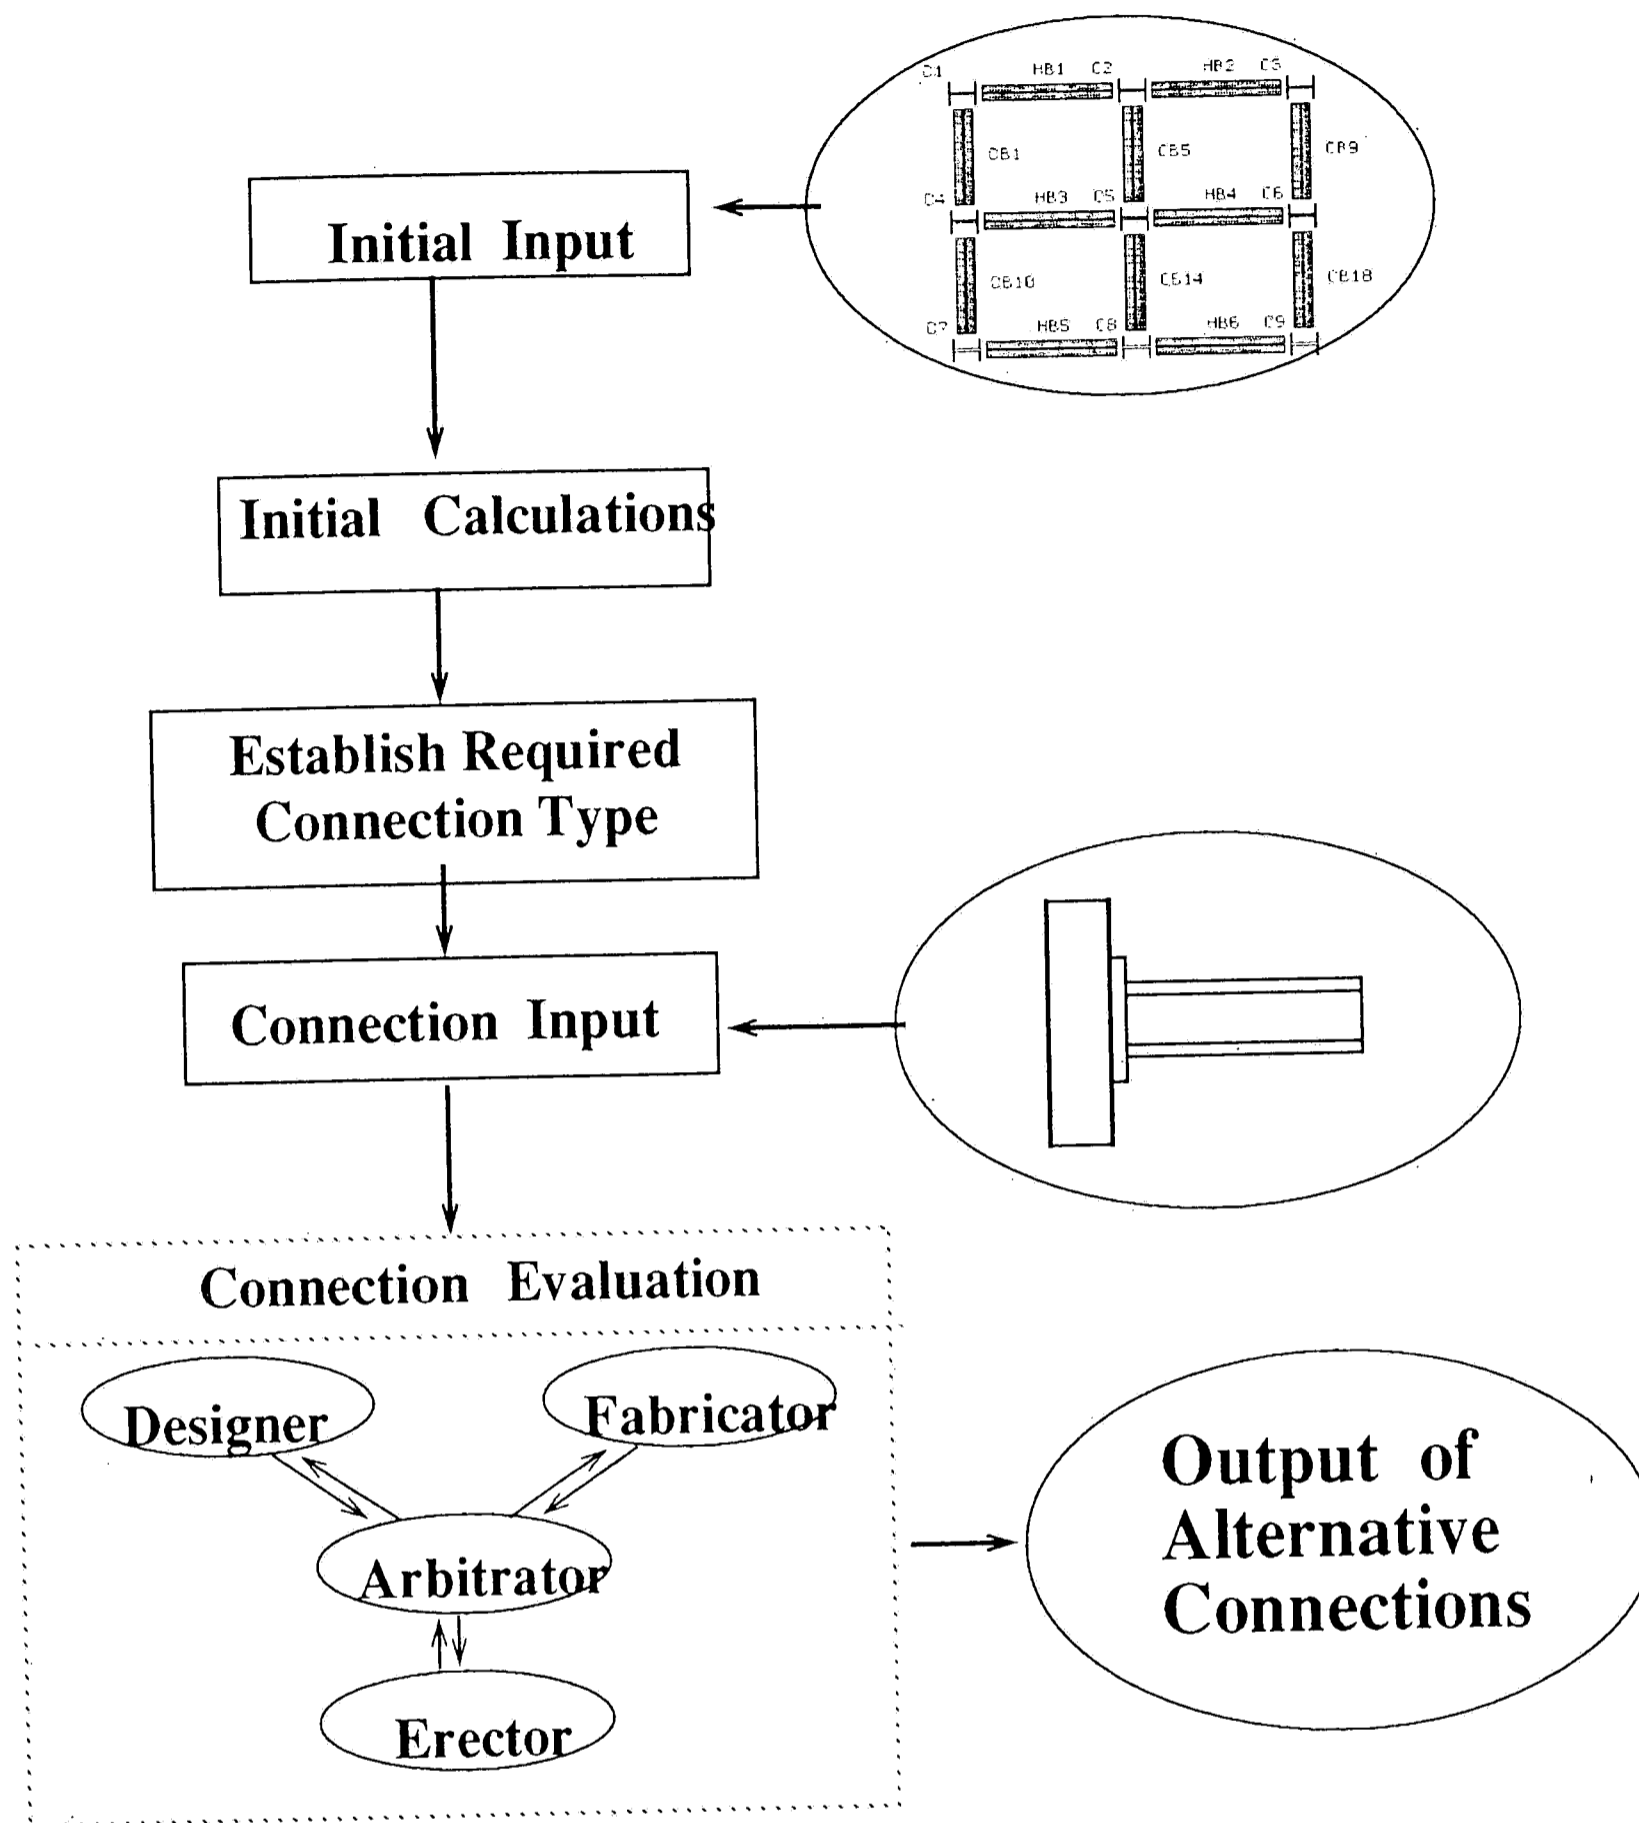 C1 HB1 C2 HB2 C3
CB1 CB5 CB9
C4 HB3 C5 HB4 C6
CB10 CB14 CB18
C7 HB5 C8 HB6 C9
Initial Input
Initial Calculations
Establish Required
Connection Type
Connection Input
Connection Evaluation
Designer
Fabricator
Arbitrator
Erector
Output of
Alternative
Connections